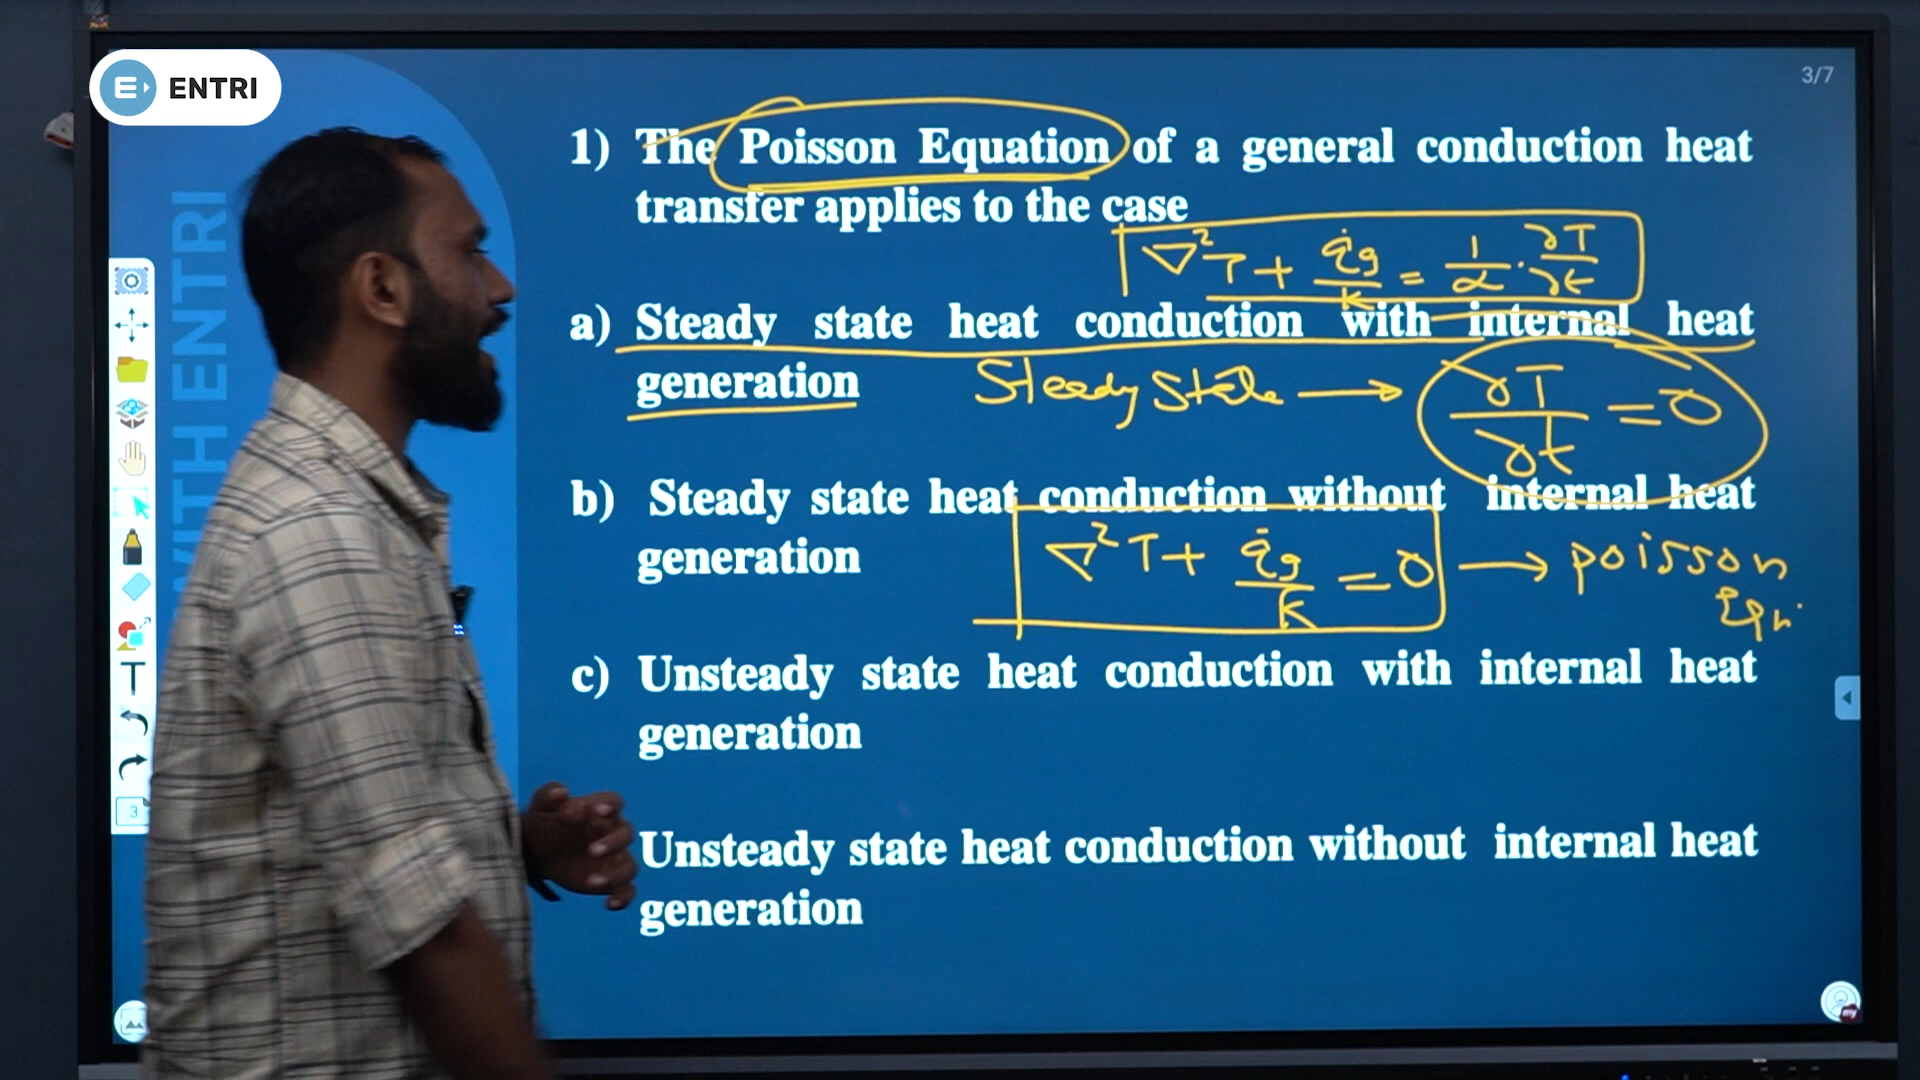 ENTRI
3/7
WITH ENTRI
1) The Poisson Equation of a general conduction heat
transfer applies to the case
∇²T + q̇g/k = 1/α · ∂T/∂t
a) Steady state heat conduction with internal heat
generation
Steady State → ∂T/∂t = 0
b) Steady state heat conduction without internal heat
generation
∇²T + q̇g/K = 0 → poisson
Eqn.
c) Unsteady state heat conduction with internal heat
generation
Unsteady state heat conduction without internal heat
generation
T
3